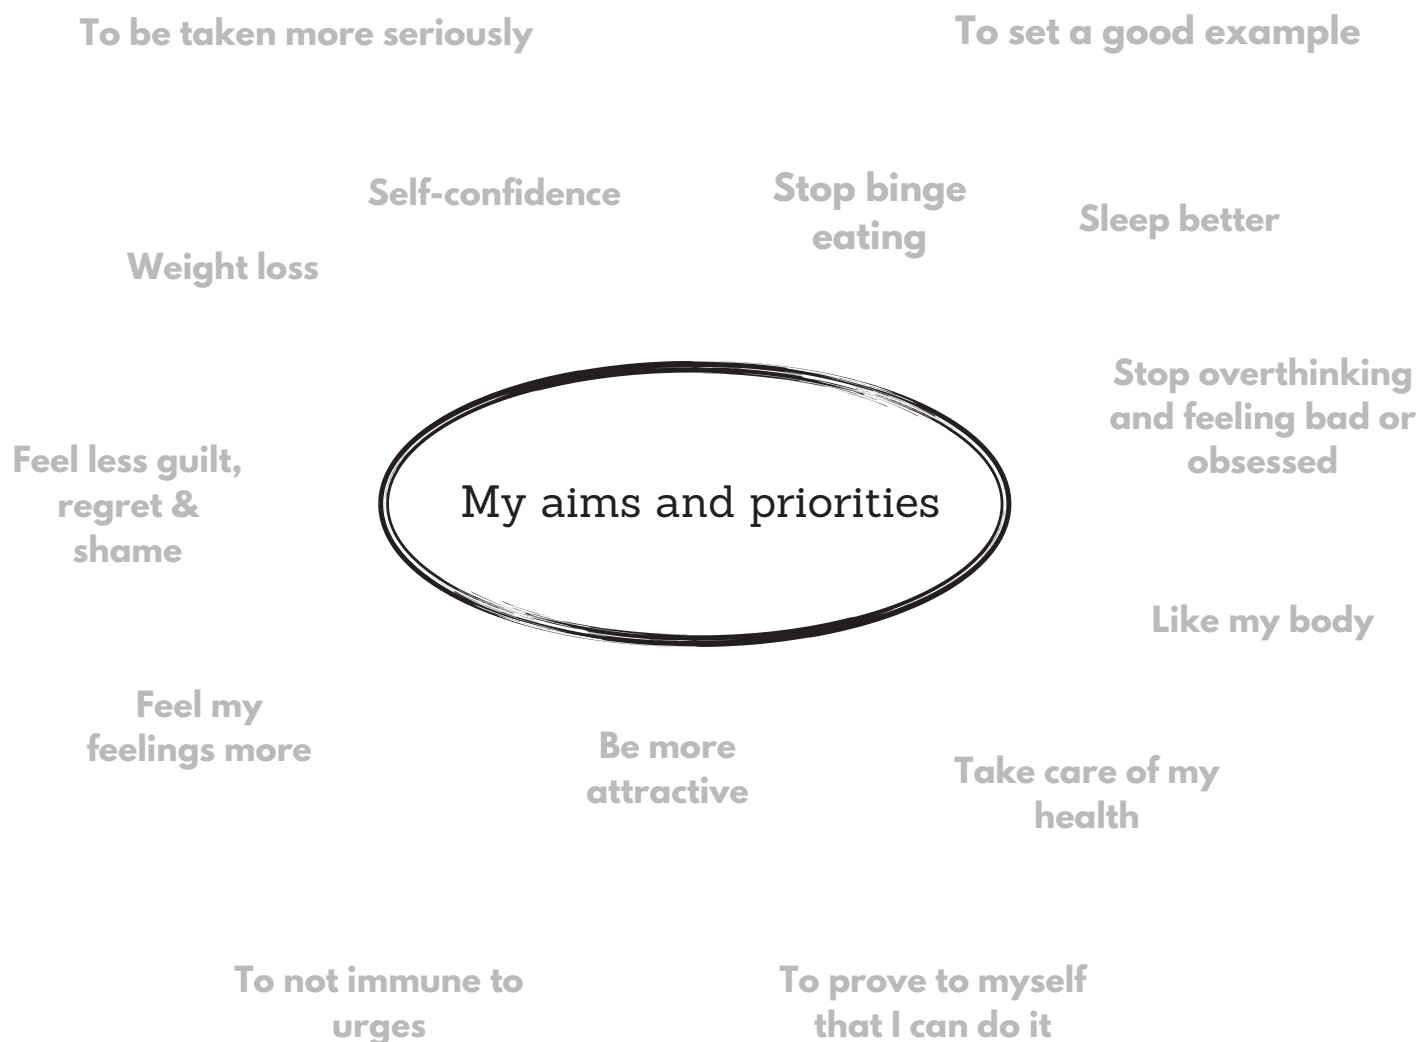 To be taken more seriously
To set a good example
Self-confidence
Stop binge
eating
Sleep better
Weight loss
Stop overthinking
and feeling bad or
obsessed
Feel less guilt,
regret &
shame
My aims and priorities
Like my body
Feel my
feelings more
Be more
attractive
Take care of my
health
To not immune to
urges
To prove to myself
that I can do it